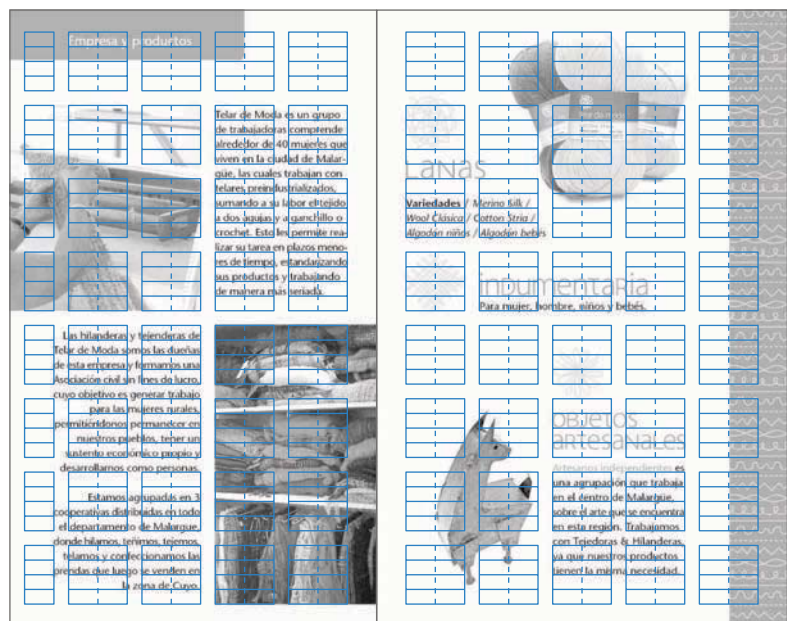 Empresa y productos
Telar de Moda es un grupo
de trabajadoras comprende
alrededor de 40 mujeres que
viven en la ciudad de Malar-
güe, las cuales trabajan con
telares preindustrializados,
sumando a su labor el tejido
a dos agujas y a ganchillo o
crochet. Esto les permite rea-
lizar su tarea en plazos meno-
res de tiempo, estandarizando
sus productos y trabajando
de manera más seriada.
Las hilanderas y tejenderas de
Telar de Moda somos las dueñas
de esta empresa y formamos una
Asociación civil sin fines de lucro,
cuyo objetivo es generar trabajo
para las mujeres rurales,
permitiéndonos permanecer en
nuestros pueblos, tener un
sustento económico propio y
desarrollarnos como personas.
Estamos agrupadas en 3
cooperativas distribuidas en todo
el departamento de Malargue,
donde hilamos, teñimos, tejemos,
telamos y confeccionamos las
prendas que luego se venden en
la zona de Cuyo.
Lanas
Variedades / Merino Silk /
Wool Clásica / Cotton Stria /
Algodón niños / Algodón bebés
indumentaria
Para mujer, hombre, niños y bebés.
OBJETOS
ARTESANALES
Artesanos independientes es
una agrupación que trabaja
en el centro de Malargüe,
sobre el arte que se encuentra
en esta región. Trabajamos
con Tejedoras & Hilanderas,
ya que nuestros productos
tienen la misma necesidad.